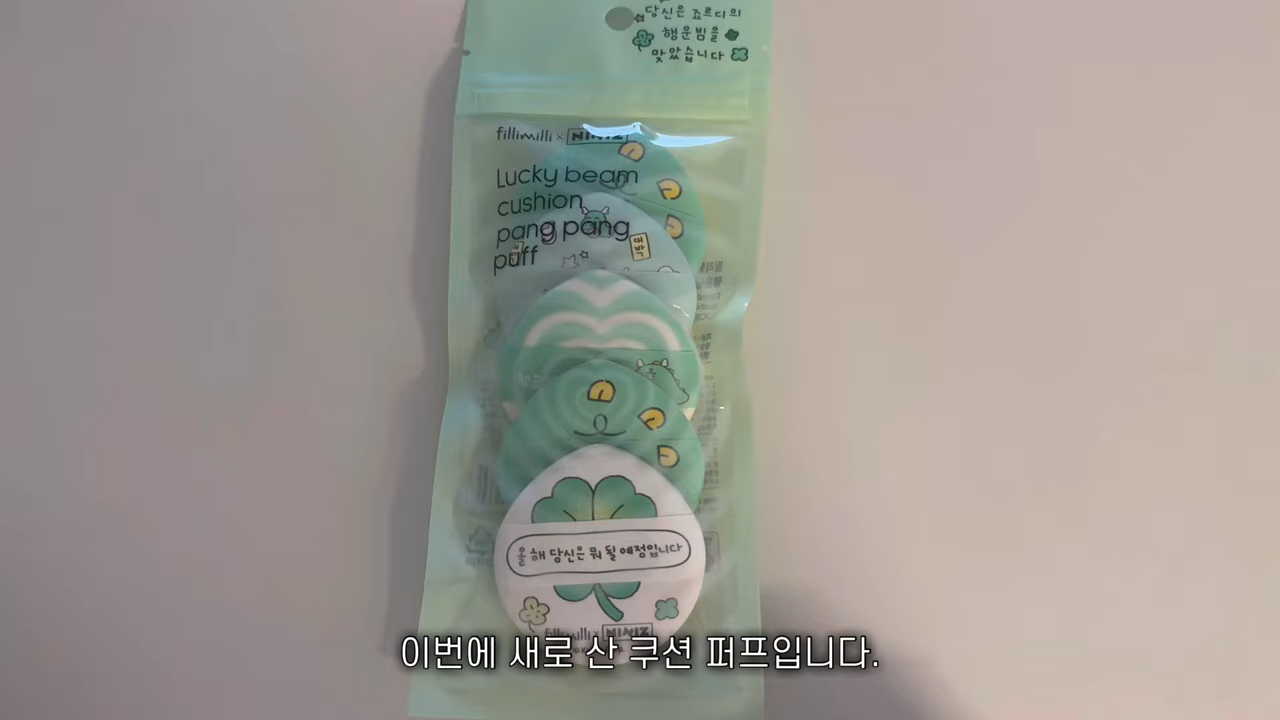 당신은 죠르디의
행운빔을
맞았습니다
fillimilli × NINIZ
Lucky beam
cushion
pang pang
puff
대박
올해 당신은 뭐 될 예정입니다
fillimilli × NINIZ
이번에 새로 산 쿠션 퍼프입니다.